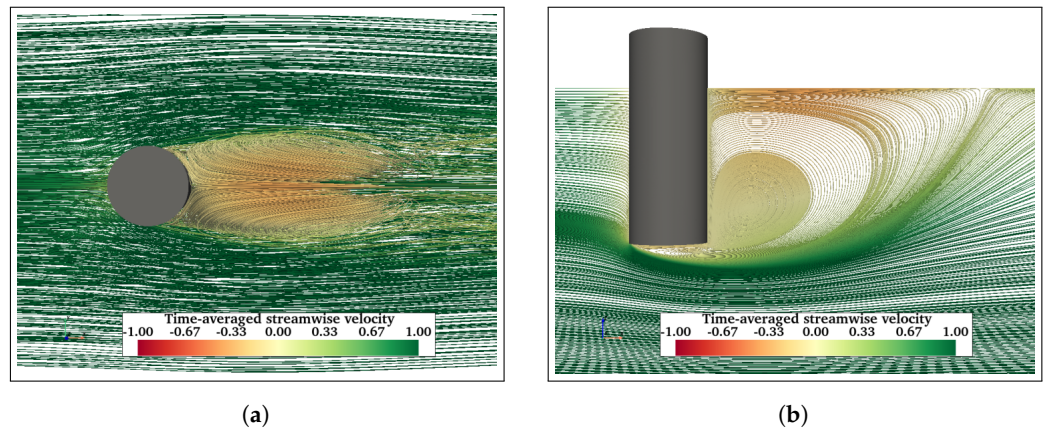 Time-averaged streamwise velocity
-1.00 -0.67 -0.33 0.00 0.33 0.67 1.00
Time-averaged streamwise velocity
-1.00 -0.67 -0.33 0.00 0.33 0.67 1.00
(a)
(b)